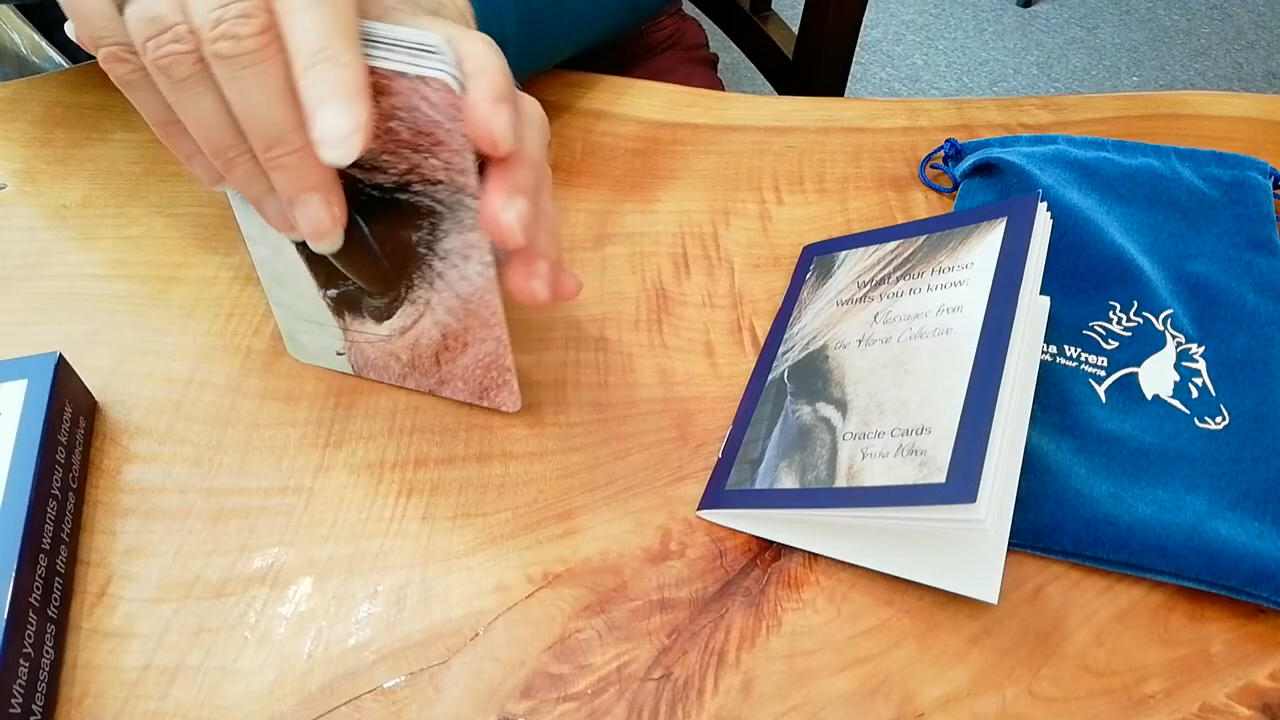 What your horse wants you to know:
Messages from the Horse Collective
What your Horse
wants you to know:
Messages from
the Horse Collective.
Oracle Cards
Wren
na Wren
th Your Horse